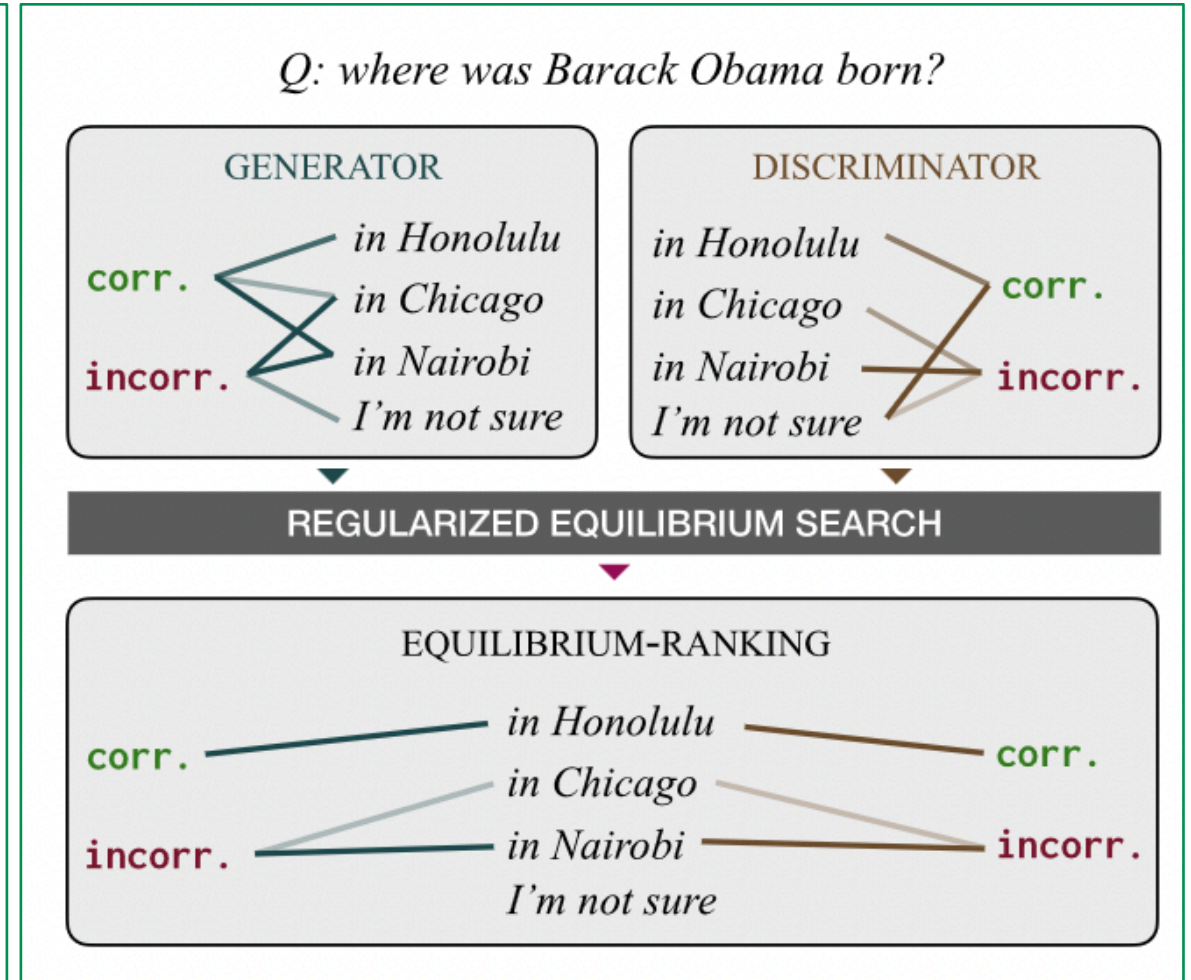 Q: where was Barack Obama born?
GENERATOR
corr.
incorr.
in Honolulu
in Chicago
in Nairobi
I'm not sure
DISCRIMINATOR
in Honolulu
in Chicago
in Nairobi
I'm not sure
corr.
incorr.
REGULARIZED EQUILIBRIUM SEARCH
EQUILIBRIUM-RANKING
corr.
incorr.
in Honolulu
in Chicago
in Nairobi
I'm not sure
corr.
incorr.